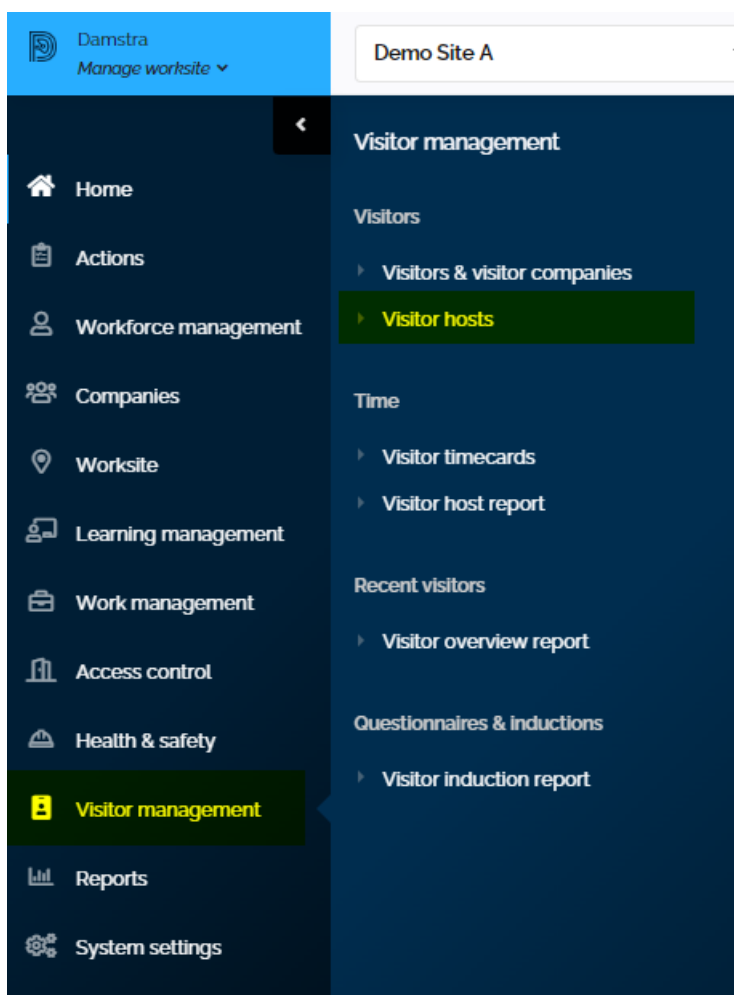 Damstra
Manage worksite
Demo Site A
Home
Actions
Workforce management
Companies
Worksite
Learning management
Work management
Access control
Health & safety
Visitor management
Reports
System settings
Visitor management
Visitors
Visitors & visitor companies
Visitor hosts
Time
Visitor timecards
Visitor host report
Recent visitors
Visitor overview report
Questionnaires & inductions
Visitor induction report